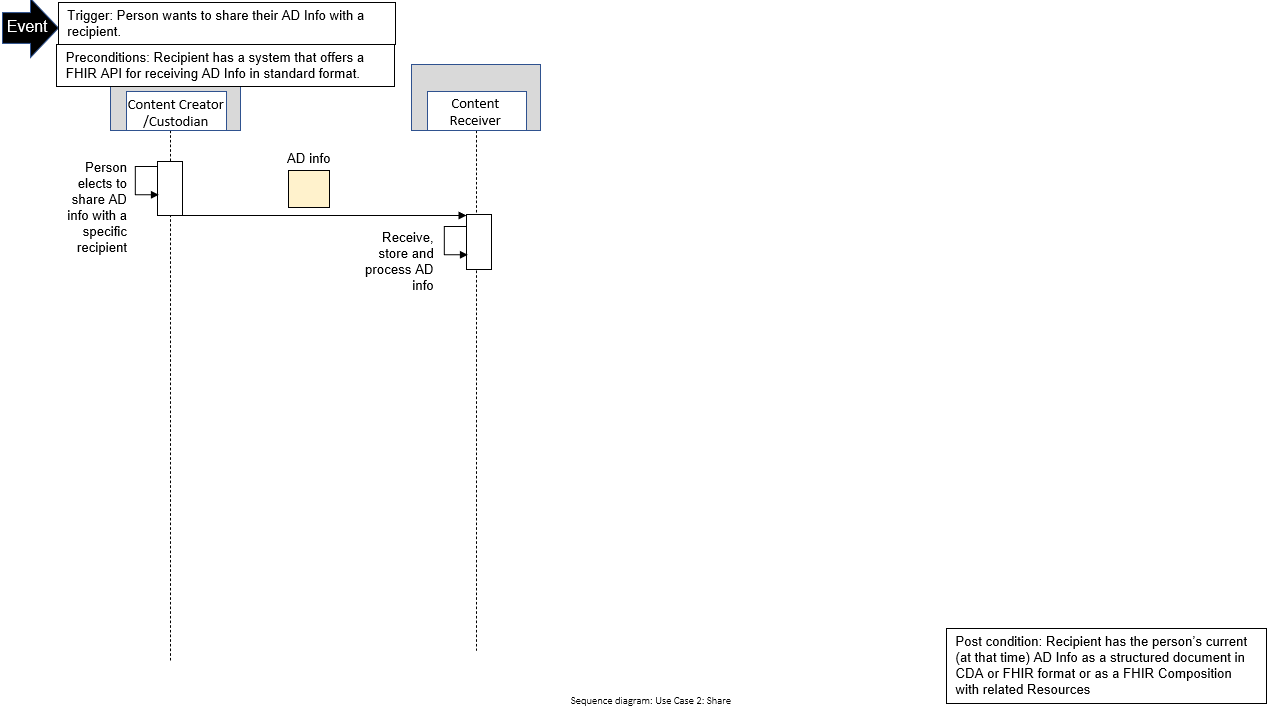 Event
Trigger: Person wants to share their AD Info with a
recipient.
Preconditions: Recipient has a system that offers a
FHIR API for receiving AD Info in standard format.
Content Creator
/Custodian
Content
Receiver
Person
elects to
share AD
info with a
specific
recipient
AD info
Receive,
store and
process AD
info
Post condition: Recipient has the person’s current
(at that time) AD Info as a structured document in
CDA or FHIR format or as a FHIR Composition
with related Resources
Sequence diagram: Use Case 2: Share